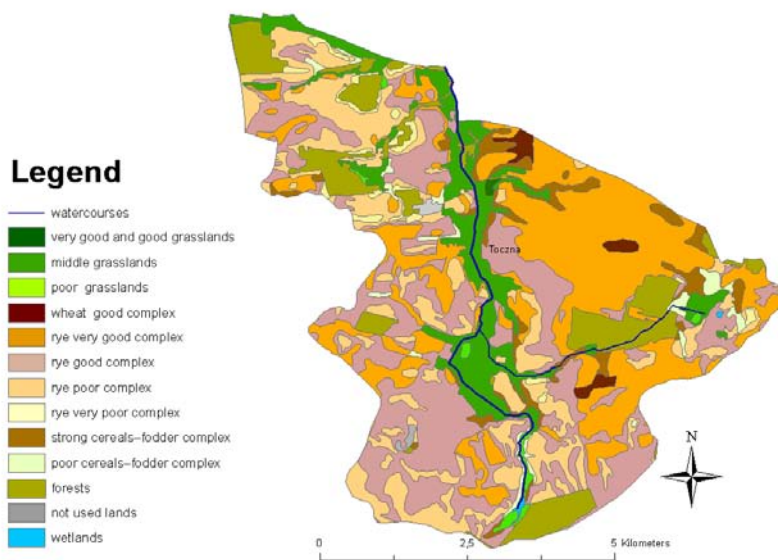 Legend
watercourses
very good and good grasslands
middle grasslands
poor grasslands
wheat good complex
rye very good complex
rye good complex
rye poor complex
rye very poor complex
strong cereals–fodder complex
poor cereals–fodder complex
forests
not used lands
wetlands
Toczna
N
0 2,5 5 Kilometers